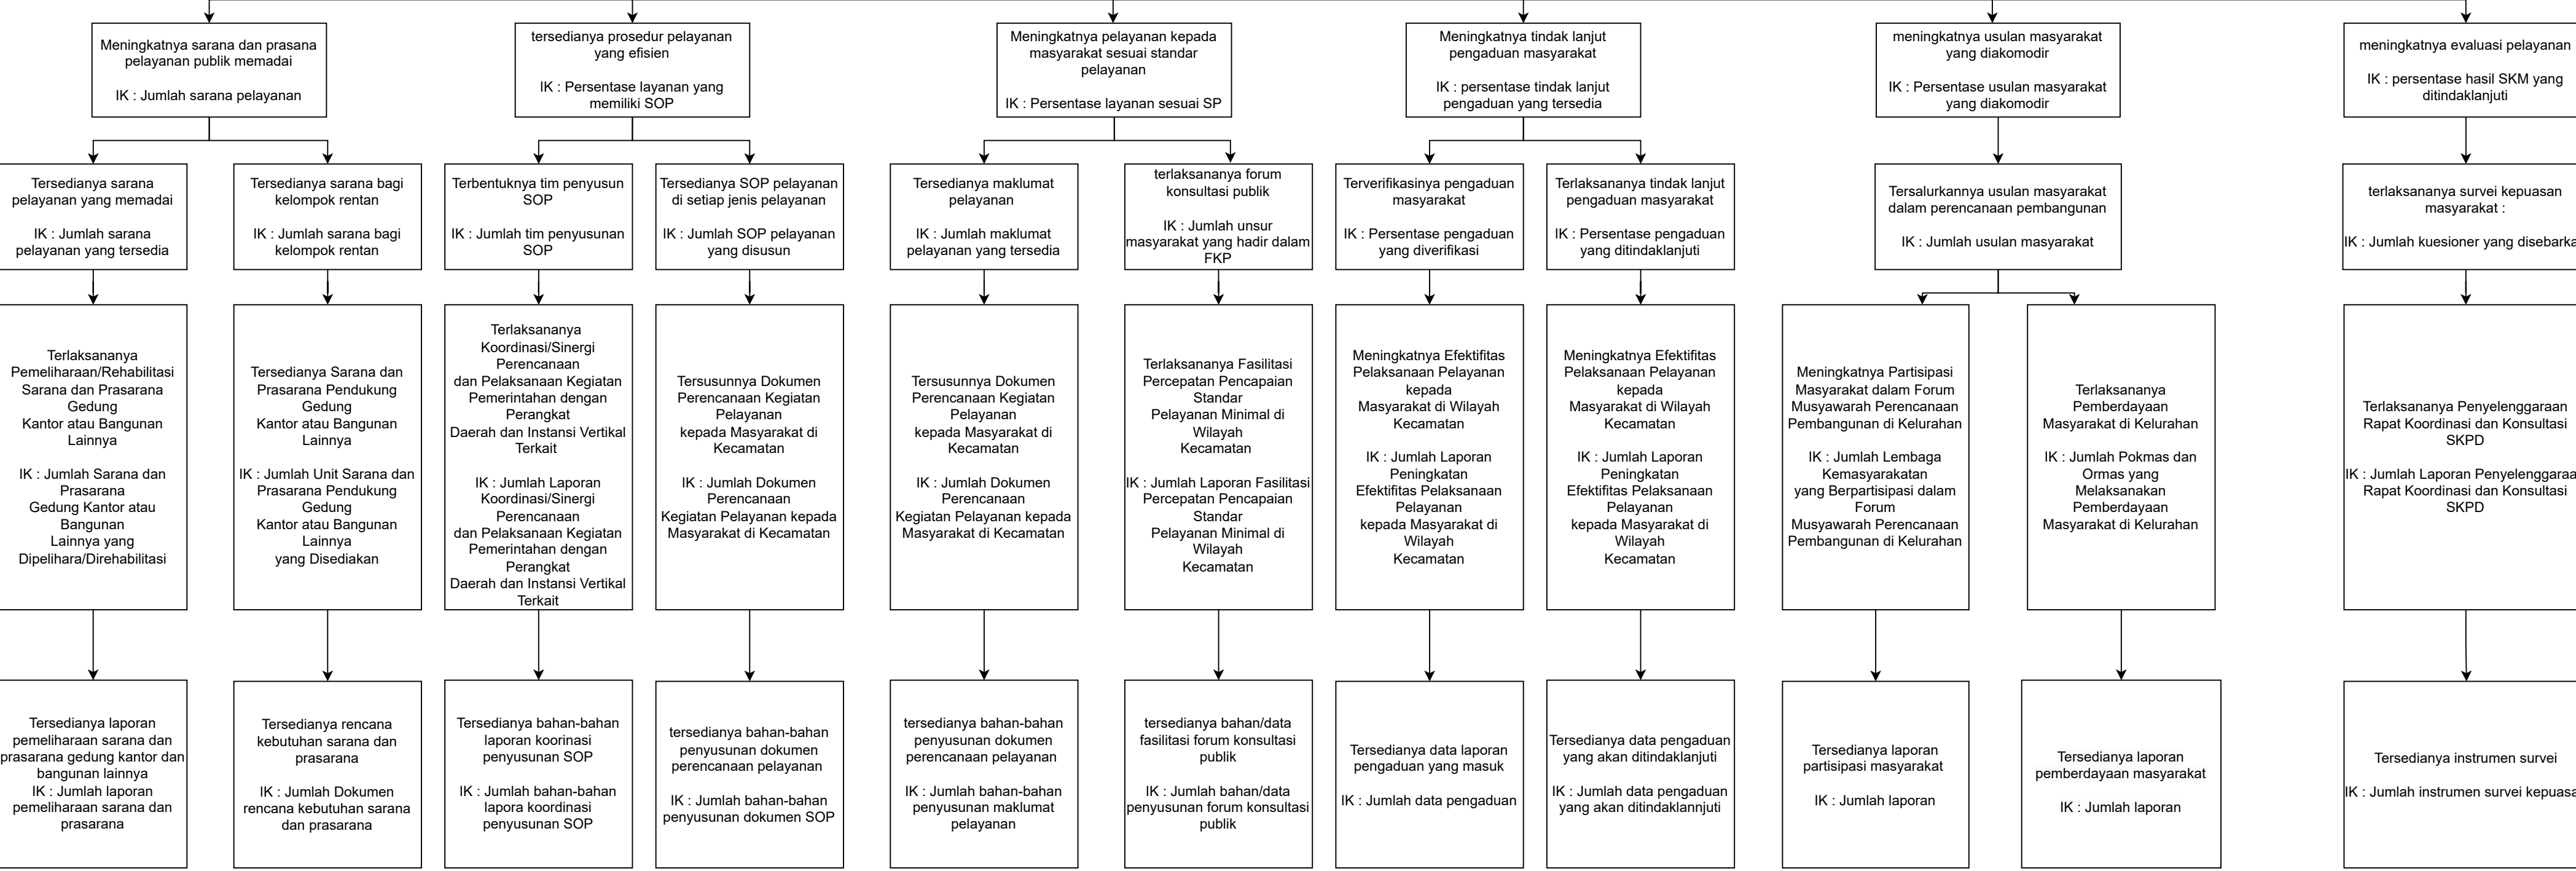 Meningkatnya sarana dan prasana
pelayanan publik memadai
IK : Jumlah sarana pelayanan
tersedianya prosedur pelayanan
yang efisien
IK : Persentase layanan yang
memiliki SOP
Meningkatnya pelayanan kepada
masyarakat sesuai standar
pelayanan
IK : Persentase layanan sesuai SP
Meningkatnya tindak lanjut
pengaduan masyarakat
IK : persentase tindak lanjut
pengaduan yang tersedia
meningkatnya usulan masyarakat
yang diakomodir
IK : Persentase usulan masyarakat
yang diakomodir
meningkatnya evaluasi pelayanan
IK : persentase hasil SKM yang
ditindaklanjuti
Tersedianya sarana
pelayanan yang memadai
IK : Jumlah sarana
pelayanan yang tersedia
Tersedianya sarana bagi
kelompok rentan
IK : Jumlah sarana bagi
kelompok rentan
Terbentuknya tim penyusun
SOP
IK : Jumlah tim penyusunan
SOP
Tersedianya SOP pelayanan
di setiap jenis pelayanan
IK : Jumlah SOP pelayanan
yang disusun
Tersedianya maklumat
pelayanan
IK : Jumlah maklumat
pelayanan yang tersedia
terlaksananya forum
konsultasi publik
IK : Jumlah unsur
masyarakat yang hadir dalam
FKP
Terverifikasinya pengaduan
masyarakat
IK : Persentase pengaduan
yang diverifikasi
Terlaksananya tindak lanjut
pengaduan masyarakat
IK : Persentase pengaduan
yang ditindaklanjuti
Tersalurkannya usulan masyarakat
dalam perencanaan pembangunan
IK : Jumlah usulan masyarakat
terlaksananya survei kepuasan
masyarakat :
IK : Jumlah kuesioner yang disebarka
Terlaksananya
Pemeliharaan/Rehabilitasi
Sarana dan Prasarana
Gedung
Kantor atau Bangunan
Lainnya
IK : Jumlah Sarana dan
Prasarana
Gedung Kantor atau
Bangunan
Lainnya yang
Dipelihara/Direhabilitasi
Tersedianya Sarana dan
Prasarana Pendukung
Gedung
Kantor atau Bangunan
Lainnya
IK : Jumlah Unit Sarana dan
Prasarana Pendukung
Gedung
Kantor atau Bangunan
Lainnya
yang Disediakan
Terlaksananya
Koordinasi/Sinergi
Perencanaan
dan Pelaksanaan Kegiatan
Pemerintahan dengan
Perangkat
Daerah dan Instansi Vertikal
Terkait
IK : Jumlah Laporan
Koordinasi/Sinergi
Perencanaan
dan Pelaksanaan Kegiatan
Pemerintahan dengan
Perangkat
Daerah dan Instansi Vertikal
Terkait
Tersusunnya Dokumen
Perencanaan Kegiatan
Pelayanan
kepada Masyarakat di
Kecamatan
IK : Jumlah Dokumen
Perencanaan
Kegiatan Pelayanan kepada
Masyarakat di Kecamatan
Tersusunnya Dokumen
Perencanaan Kegiatan
Pelayanan
kepada Masyarakat di
Kecamatan
IK : Jumlah Dokumen
Perencanaan
Kegiatan Pelayanan kepada
Masyarakat di Kecamatan
Terlaksananya Fasilitasi
Percepatan Pencapaian
Standar
Pelayanan Minimal di
Wilayah
Kecamatan
IK : Jumlah Laporan Fasilitasi
Percepatan Pencapaian
Standar
Pelayanan Minimal di
Wilayah
Kecamatan
Meningkatnya Efektifitas
Pelaksanaan Pelayanan
kepada
Masyarakat di Wilayah
Kecamatan
IK : Jumlah Laporan
Peningkatan
Efektifitas Pelaksanaan
Pelayanan
kepada Masyarakat di
Wilayah
Kecamatan
Meningkatnya Efektifitas
Pelaksanaan Pelayanan
kepada
Masyarakat di Wilayah
Kecamatan
IK : Jumlah Laporan
Peningkatan
Efektifitas Pelaksanaan
Pelayanan
kepada Masyarakat di
Wilayah
Kecamatan
Meningkatnya Partisipasi
Masyarakat dalam Forum
Musyawarah Perencanaan
Pembangunan di Kelurahan
IK : Jumlah Lembaga
Kemasyarakatan
yang Berpartisipasi dalam
Forum
Musyawarah Perencanaan
Pembangunan di Kelurahan
Terlaksananya
Pemberdayaan
Masyarakat di Kelurahan
IK : Jumlah Pokmas dan
Ormas yang
Melaksanakan
Pemberdayaan
Masyarakat di Kelurahan
Terlaksananya Penyelenggaraan
Rapat Koordinasi dan Konsultasi
SKPD
IK : Jumlah Laporan Penyelenggaraa
Rapat Koordinasi dan Konsultasi
SKPD
Tersedianya laporan
pemeliharaan sarana dan
prasarana gedung kantor dan
bangunan lainnya
IK : Jumlah laporan
pemeliharaan sarana dan
prasarana
Tersedianya rencana
kebutuhan sarana dan
prasarana
IK : Jumlah Dokumen
rencana kebutuhan sarana
dan prasarana
Tersedianya bahan-bahan
laporan koorinasi
penyusunan SOP
IK : Jumlah bahan-bahan
lapora koordinasi
penyusunan SOP
tersedianya bahan-bahan
penyusunan dokumen
perencanaan pelayanan
IK : Jumlah bahan-bahan
penyusunan dokumen SOP
tersedianya bahan-bahan
penyusunan dokumen
perencanaan pelayanan
IK : Jumlah bahan-bahan
penyusunan maklumat
pelayanan
tersedianya bahan/data
fasilitasi forum konsultasi
publik
IK : Jumlah bahan/data
penyusunan forum konsultasi
publik
Tersedianya data laporan
pengaduan yang masuk
IK : Jumlah data pengaduan
Tersedianya data pengaduan
yang akan ditindaklanjuti
IK : Jumlah data pengaduan
yang akan ditindaklannjuti
Tersedianya laporan
partisipasi masyarakat
IK : Jumlah laporan
Tersedianya laporan
pemberdayaan masyarakat
IK : Jumlah laporan
Tersedianya instrumen survei
IK : Jumlah instrumen survei kepuasa